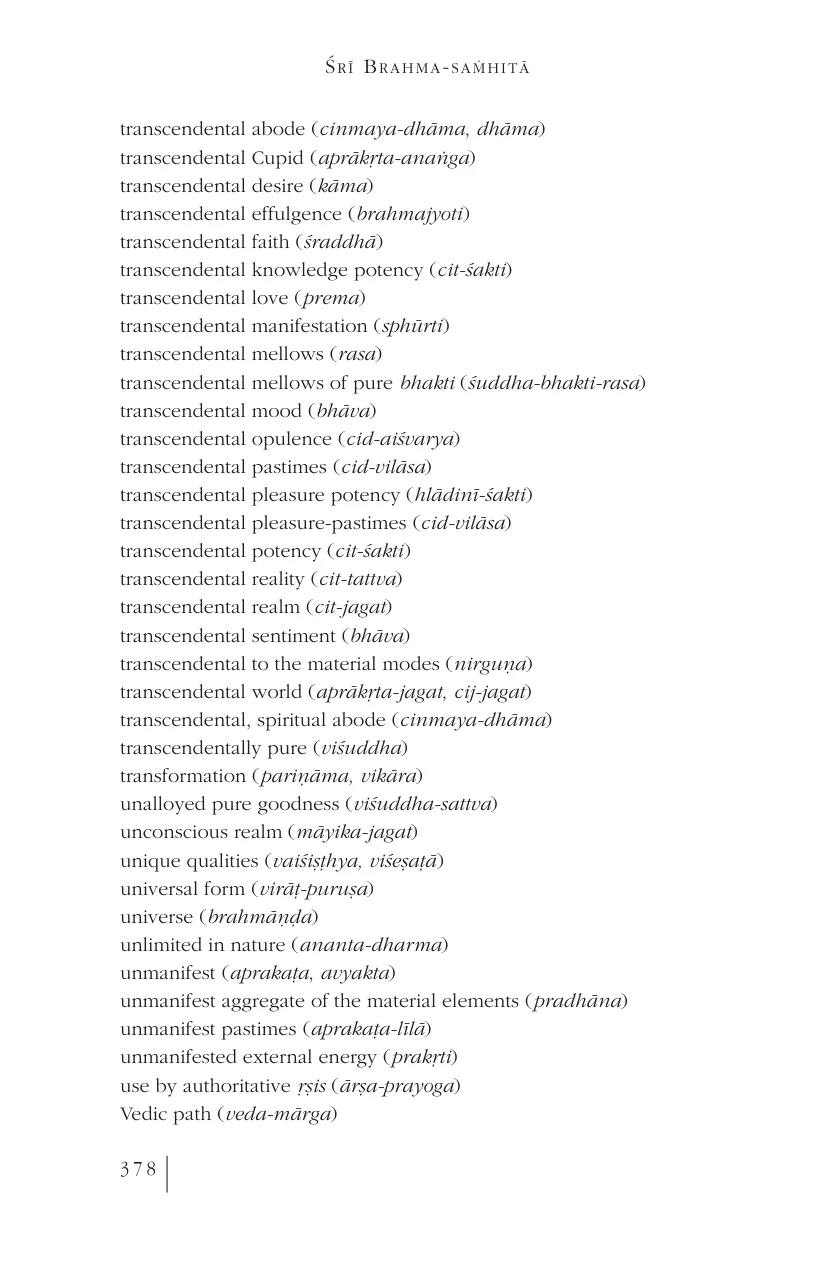 Śrī Brahma-saṁhitā
transcendental abode (cinmaya-dhāma, dhāma)
transcendental Cupid (aprākṛta-anaṅga)
transcendental desire (kāma)
transcendental effulgence (brahmajyoti)
transcendental faith (śraddhā)
transcendental knowledge potency (cit-śakti)
transcendental love (prema)
transcendental manifestation (sphūrti)
transcendental mellows (rasa)
transcendental mellows of pure bhakti (śuddha-bhakti-rasa)
transcendental mood (bhāva)
transcendental opulence (cid-aiśvarya)
transcendental pastimes (cid-vilāsa)
transcendental pleasure potency (hlādinī-śakti)
transcendental pleasure-pastimes (cid-vilāsa)
transcendental potency (cit-śakti)
transcendental reality (cit-tattva)
transcendental realm (cit-jagat)
transcendental sentiment (bhāva)
transcendental to the material modes (nirguṇa)
transcendental world (aprākṛta-jagat, cij-jagat)
transcendental, spiritual abode (cinmaya-dhāma)
transcendentally pure (viśuddha)
transformation (pariṇāma, vikāra)
unalloyed pure goodness (viśuddha-sattva)
unconscious realm (māyika-jagat)
unique qualities (vaiśiṣṭhya, viśeṣaṭā)
universal form (virāṭ-puruṣa)
universe (brahmāṇḍa)
unlimited in nature (ananta-dharma)
unmanifest (aprakaṭa, avyakta)
unmanifest aggregate of the material elements (pradhāna)
unmanifest pastimes (aprakaṭa-līlā)
unmanifested external energy (prakṛti)
use by authoritative ṛṣis (ārṣa-prayoga)
Vedic path (veda-mārga)
378